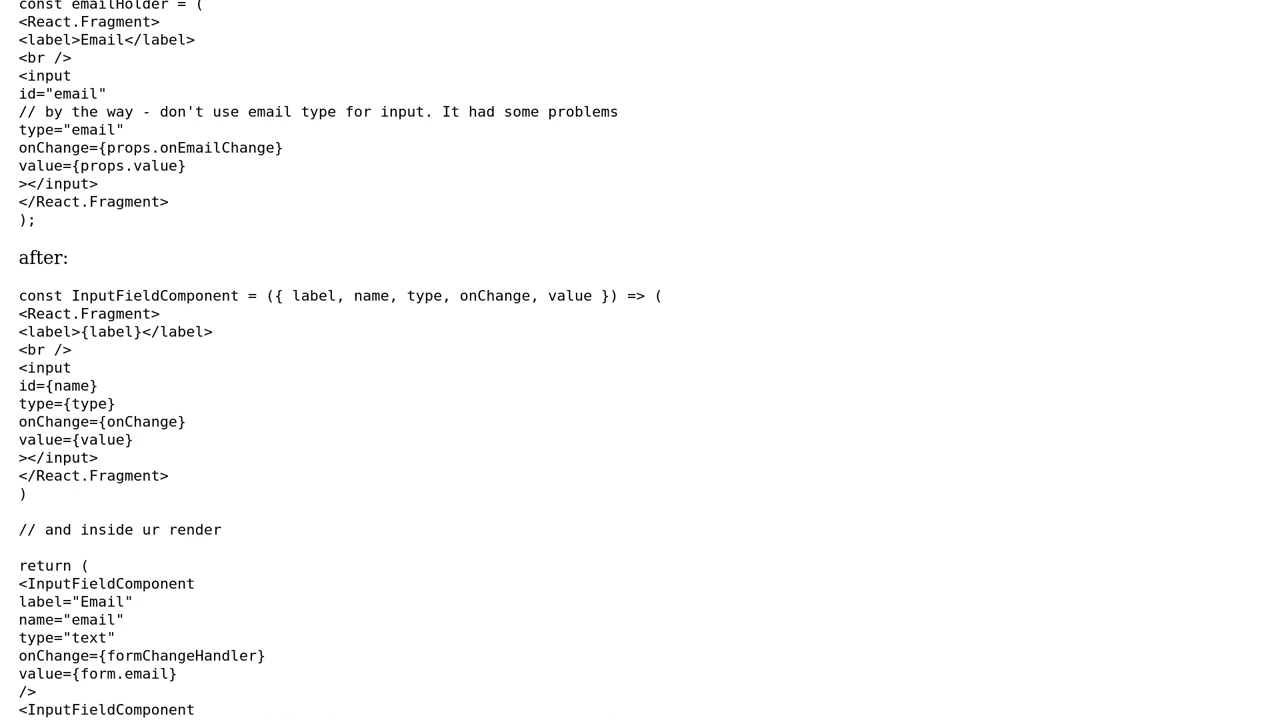 const emailHolder = (
<React.Fragment>
<label>Email</label>
<br />
<input
id="email"
// by the way - don't use email type for input. It had some problems
type="email"
onChange={props.onEmailChange}
value={props.value}
></input>
</React.Fragment>
);
after:
const InputFieldComponent = ({ label, name, type, onChange, value }) => (
<React.Fragment>
<label>{label}</label>
<br />
<input
id={name}
type={type}
onChange={onChange}
value={value}
></input>
</React.Fragment>
)
// and inside ur render
return (
<InputFieldComponent
label="Email"
name="email"
type="text"
onChange={formChangeHandler}
value={form.email}
/>
<InputFieldComponent